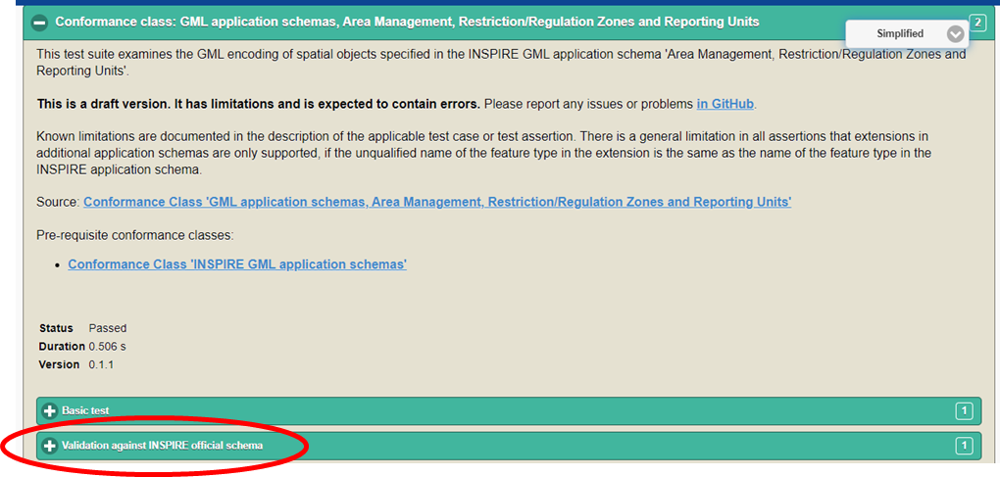 Conformance class: GML application schemas, Area Management, Restriction/Regulation Zones and Reporting Units
2
Simplified
This test suite examines the GML encoding of spatial objects specified in the INSPIRE GML application schema 'Area Management, Restriction/Regulation Zones and
Reporting Units'.
This is a draft version. It has limitations and is expected to contain errors. Please report any issues or problems in GitHub.
Known limitations are documented in the description of the applicable test case or test assertion. There is a general limitation in all assertions that extensions in
additional application schemas are only supported, if the unqualified name of the feature type in the extension is the same as the name of the feature type in the
INSPIRE application schema.
Source: Conformance Class 'GML application schemas, Area Management, Restriction/Regulation Zones and Reporting Units'
Pre-requisite conformance classes:
• Conformance Class 'INSPIRE GML application schemas'
Status Passed
Duration 0.506 s
Version 0.1.1
Basic test 1
Validation against INSPIRE official schema 1